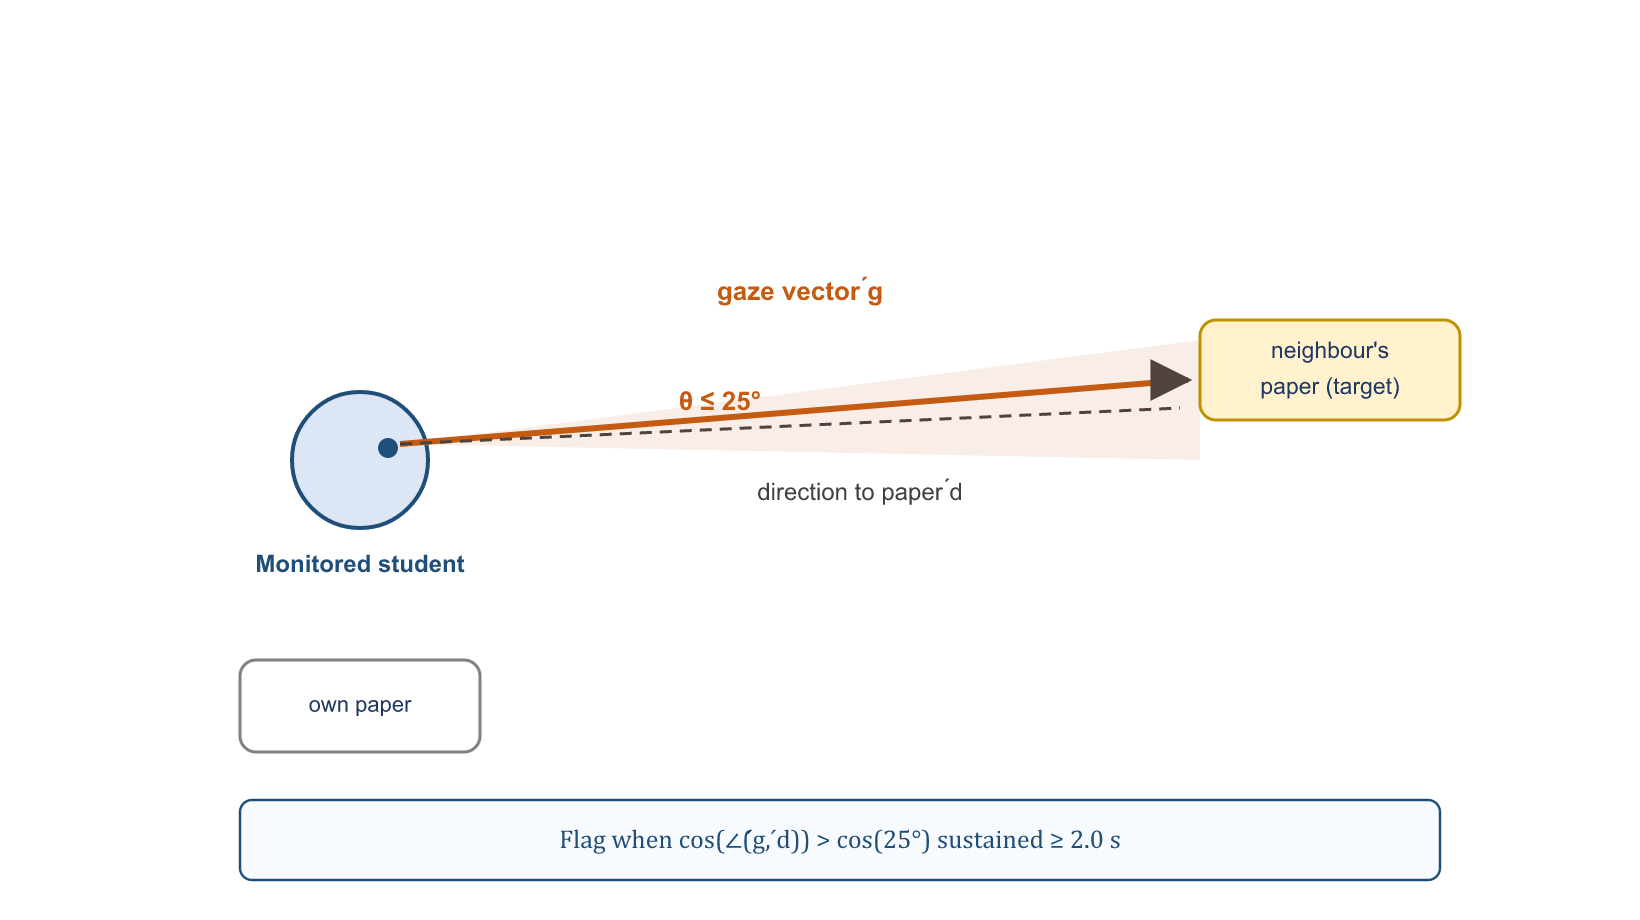 gaze vector ́g
neighbour's
paper (target)
θ ≤ 25°
direction to paper ́d
Monitored student
own paper
Flag when cos(∠(́g, ́d)) > cos(25°) sustained ≥ 2.0 s